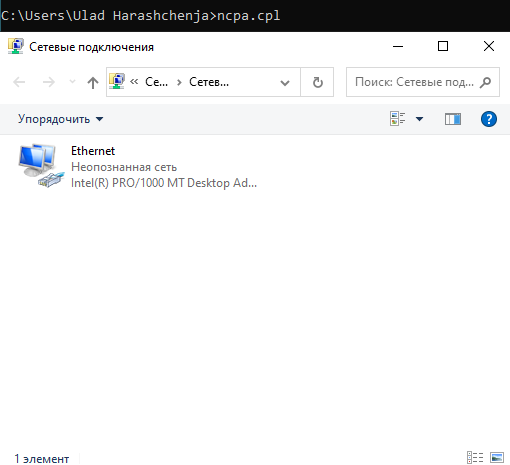 C:\Users\Ulad Harashchenja>ncpa.cpl
Сетевые подключения
Се...
Сетев...
Поиск: Сетевые под...
Упорядочить
?
Ethernet
Неопознанная сеть
Intel(R) PRO/1000 MT Desktop Ad...
1 элемент